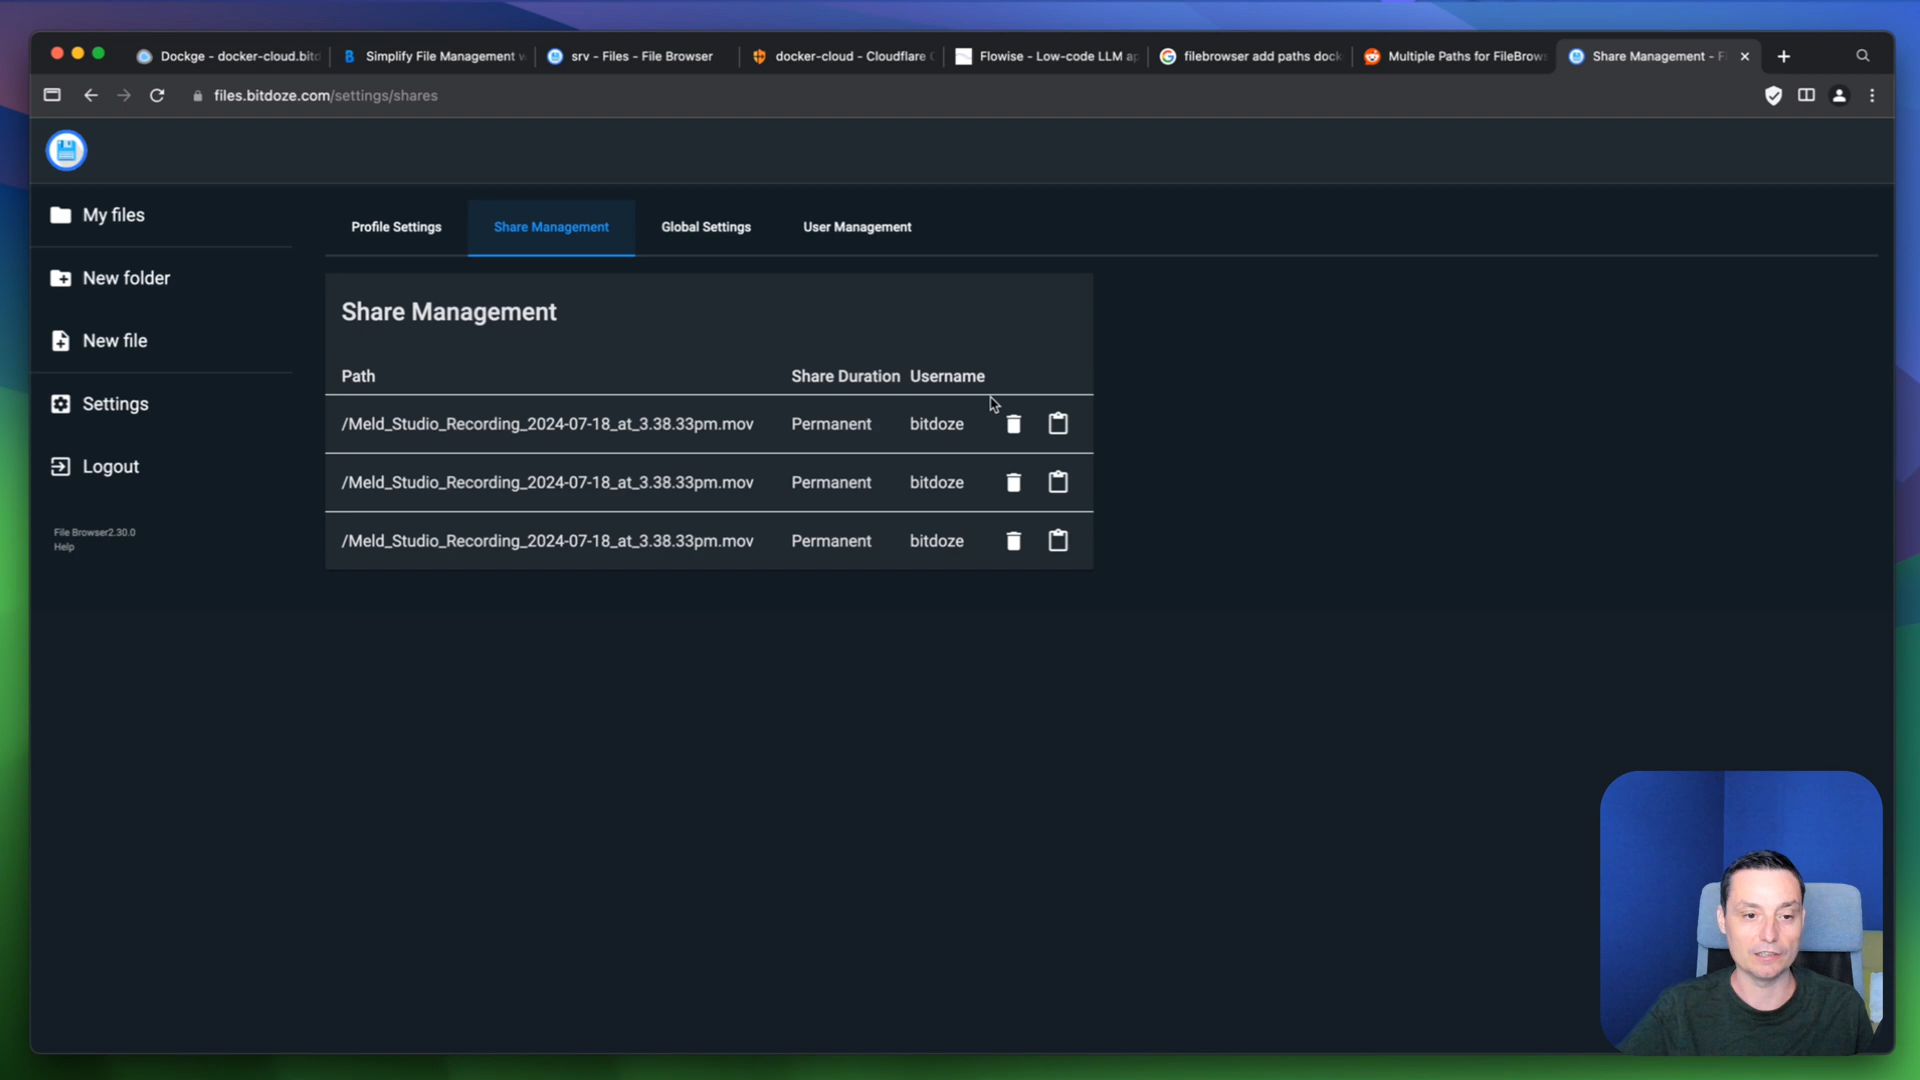 Dockge - docker-cloud.bitd
Simplify File Management w
srv - Files - File Browser
docker-cloud - Cloudflare
Flowise - Low-code LLM ap
filebrowser add paths dock
Multiple Paths for FileBrows
Share Management - F
files.bitdoze.com/settings/shares
My files
New folder
New file
Settings
Logout
File Browser2.30.0
Help
Profile Settings
Share Management
Global Settings
User Management
Share Management
Path Share Duration Username
/Meld_Studio_Recording_2024-07-18_at_3.38.33pm.mov Permanent bitdoze
/Meld_Studio_Recording_2024-07-18_at_3.38.33pm.mov Permanent bitdoze
/Meld_Studio_Recording_2024-07-18_at_3.38.33pm.mov Permanent bitdoze